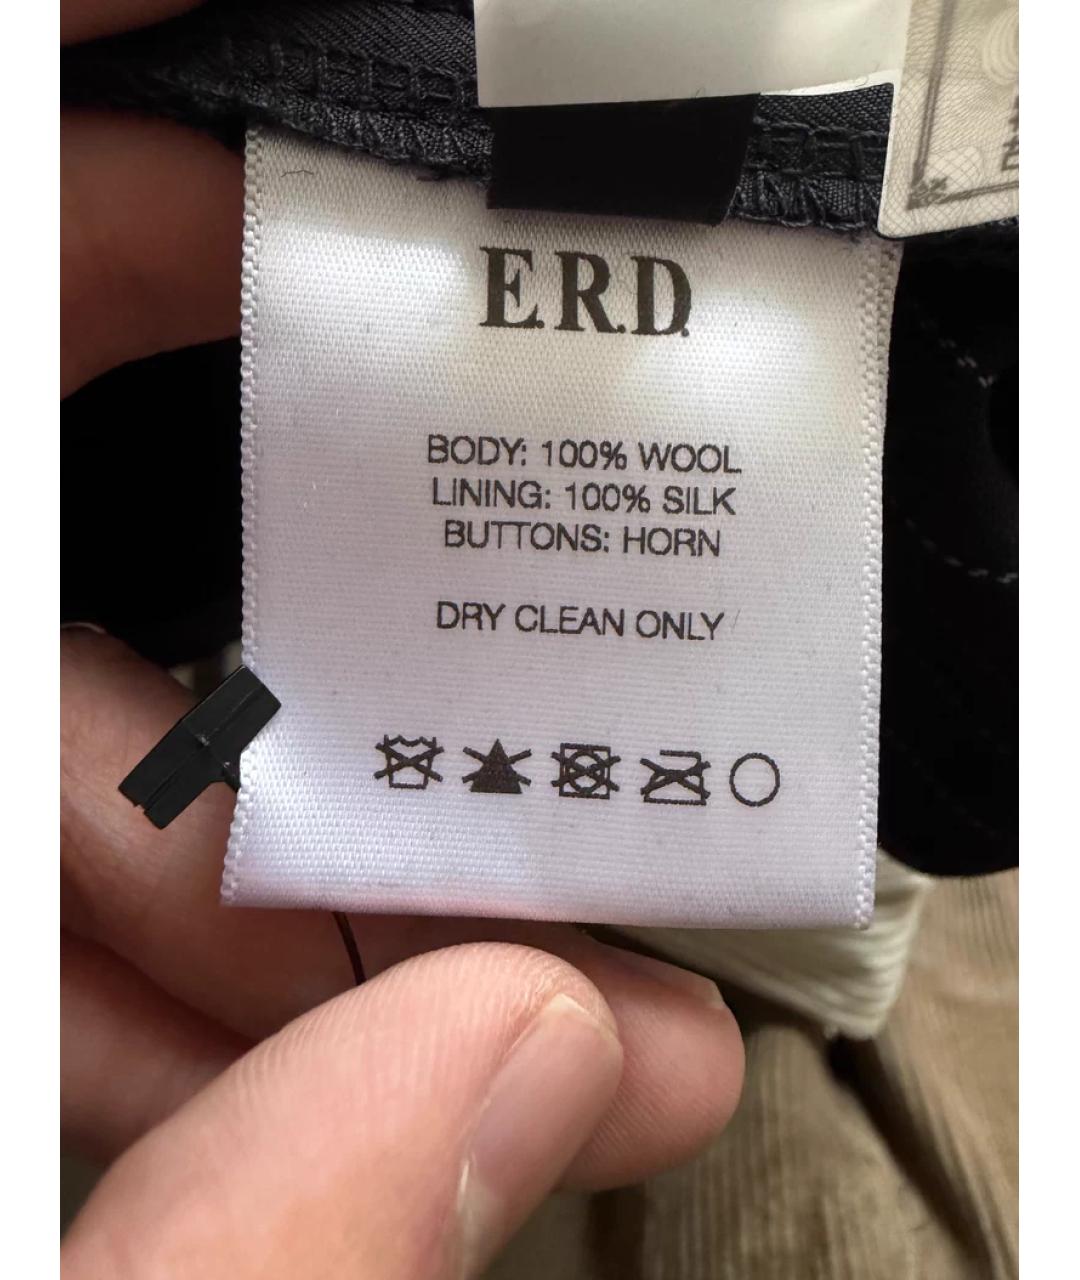 E.R.D.
BODY: 100% WOOL
LINING: 100% SILK
BUTTONS: HORN
DRY CLEAN ONLY